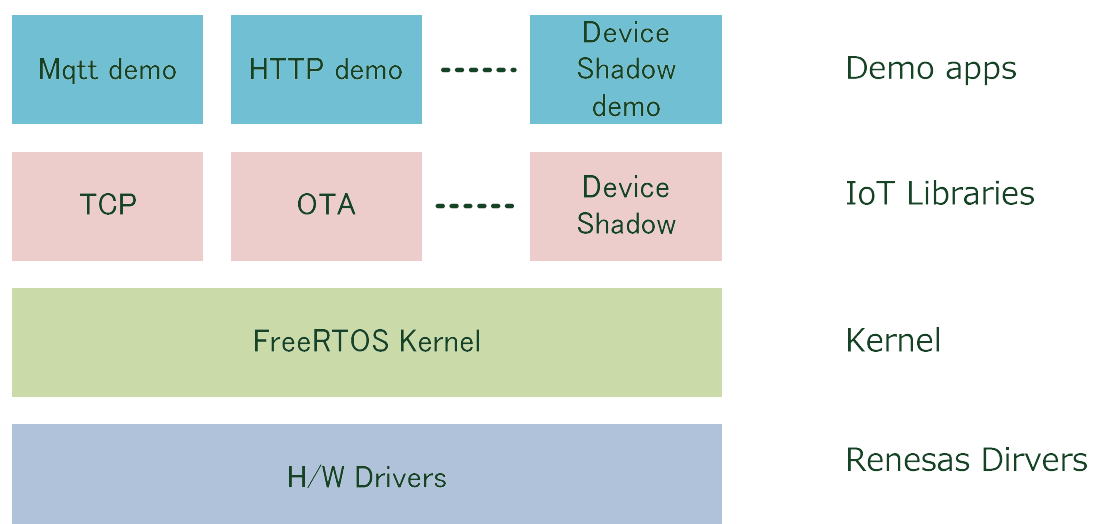 Mqtt demo
HTTP demo
Device
Shadow
demo
Demo apps
TCP
OTA
Device
Shadow
IoT Libraries
FreeRTOS Kernel
Kernel
H/W Drivers
Renesas Dirvers